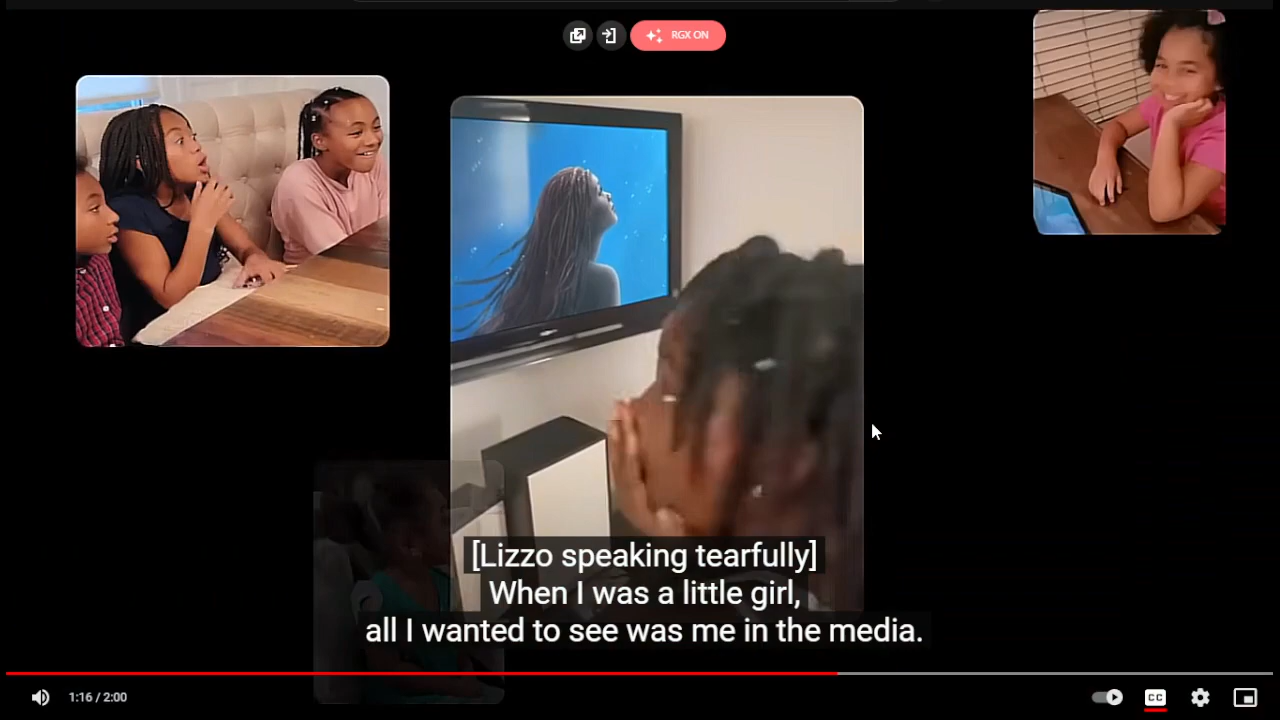 RGX ON
[Lizzo speaking tearfully]
When I was a little girl,
all I wanted to see was me in the media.
1:16 / 2:00
CC